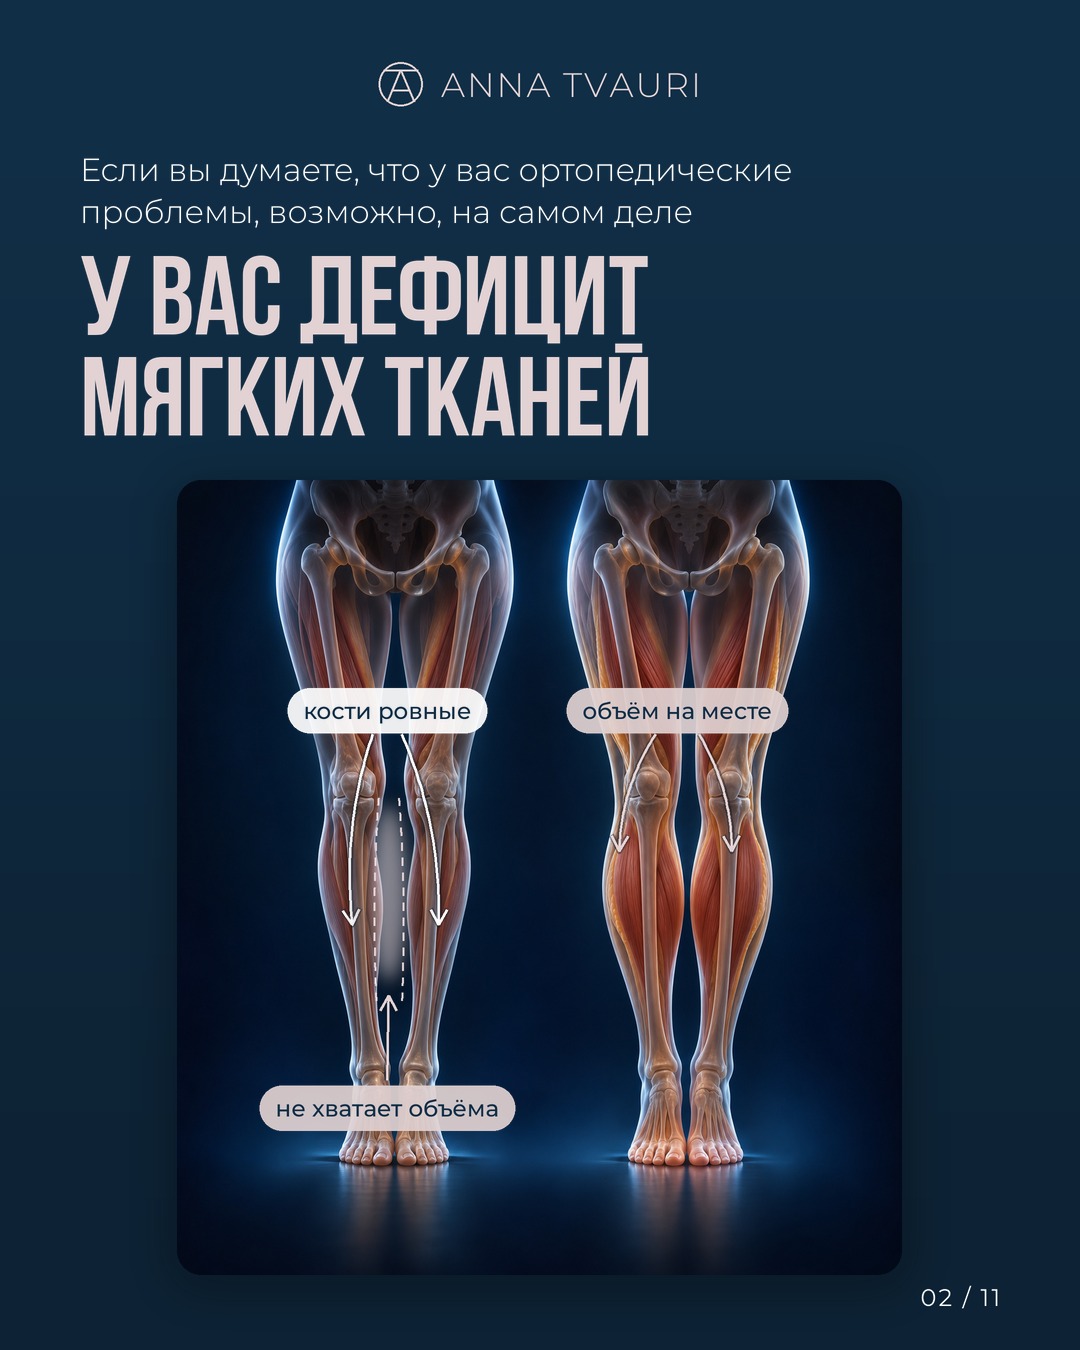 ANNA TVAURI
Если вы думаете, что у вас ортопедические
проблемы, возможно, на самом деле
У ВАС ДЕФИЦИТ
МЯГКИХ ТКАНЕЙ
кости ровные
объём на месте
не хватает объёма
02 / 11